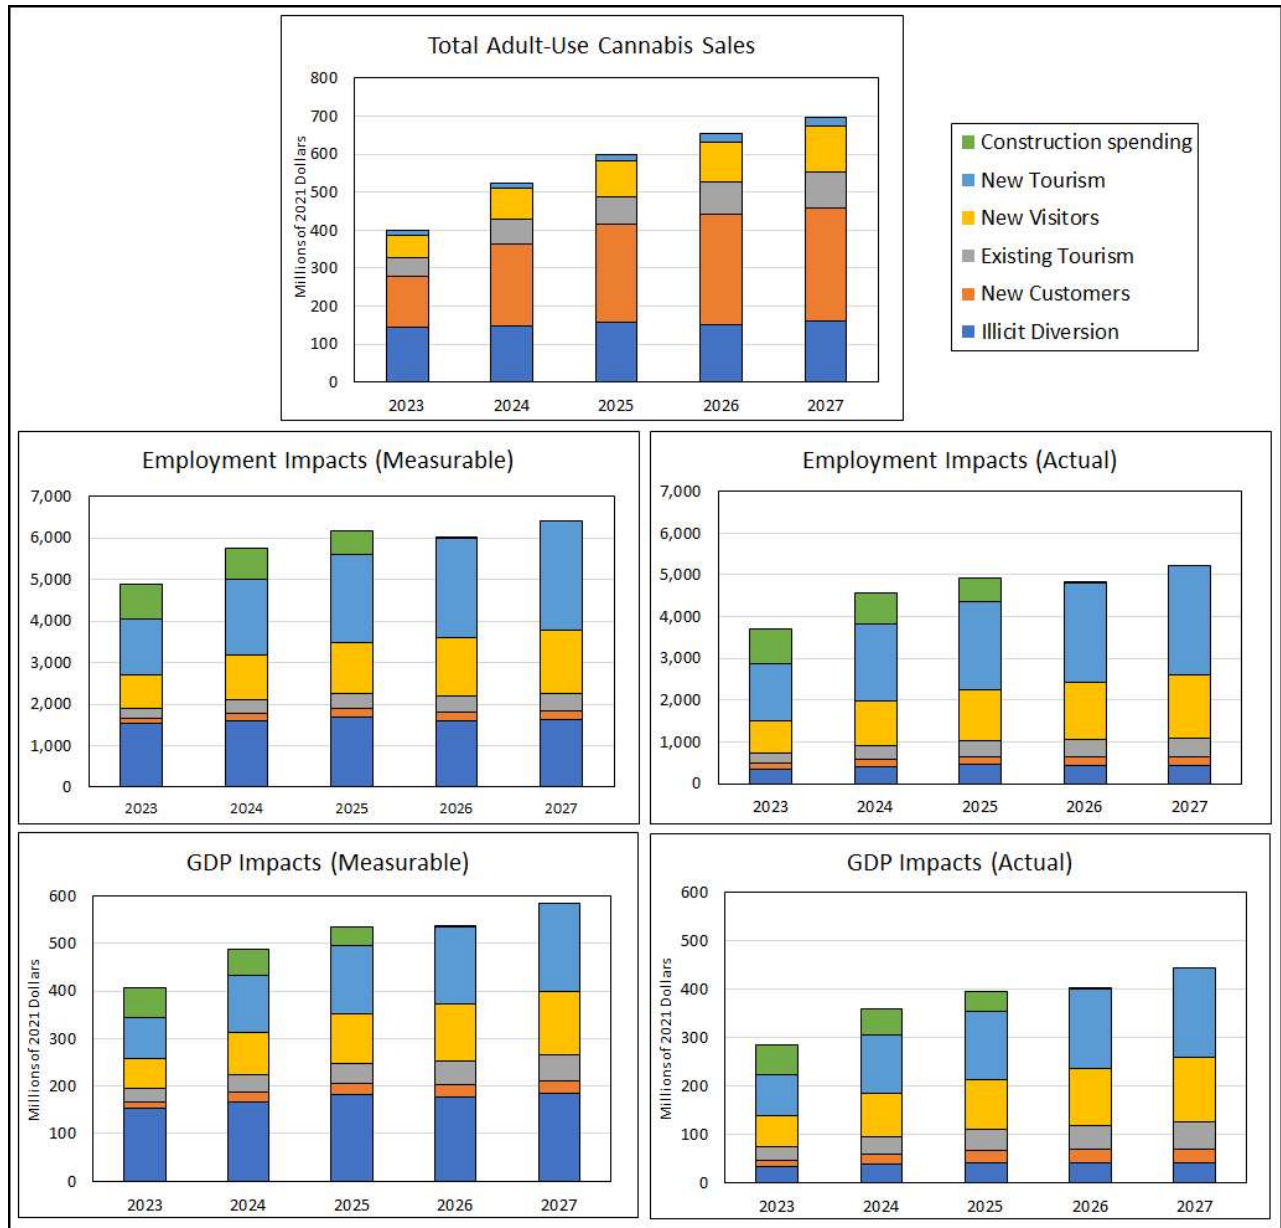 Total Adult-Use Cannabis Sales
Millions of 2021 Dollars
800
700
600
500
400
300
200
100
0
2023 2024 2025 2026 2027
Construction spending
New Tourism
New Visitors
Existing Tourism
New Customers
Illicit Diversion
Employment Impacts (Measurable)
7,000
6,000
5,000
4,000
3,000
2,000
1,000
0
2023 2024 2025 2026 2027
Employment Impacts (Actual)
7,000
6,000
5,000
4,000
3,000
2,000
1,000
0
2023 2024 2025 2026 2027
GDP Impacts (Measurable)
Millions of 2021 Dollars
600
500
400
300
200
100
0
2023 2024 2025 2026 2027
GDP Impacts (Actual)
Millions of 2021 Dollars
600
500
400
300
200
100
0
2023 2024 2025 2026 2027